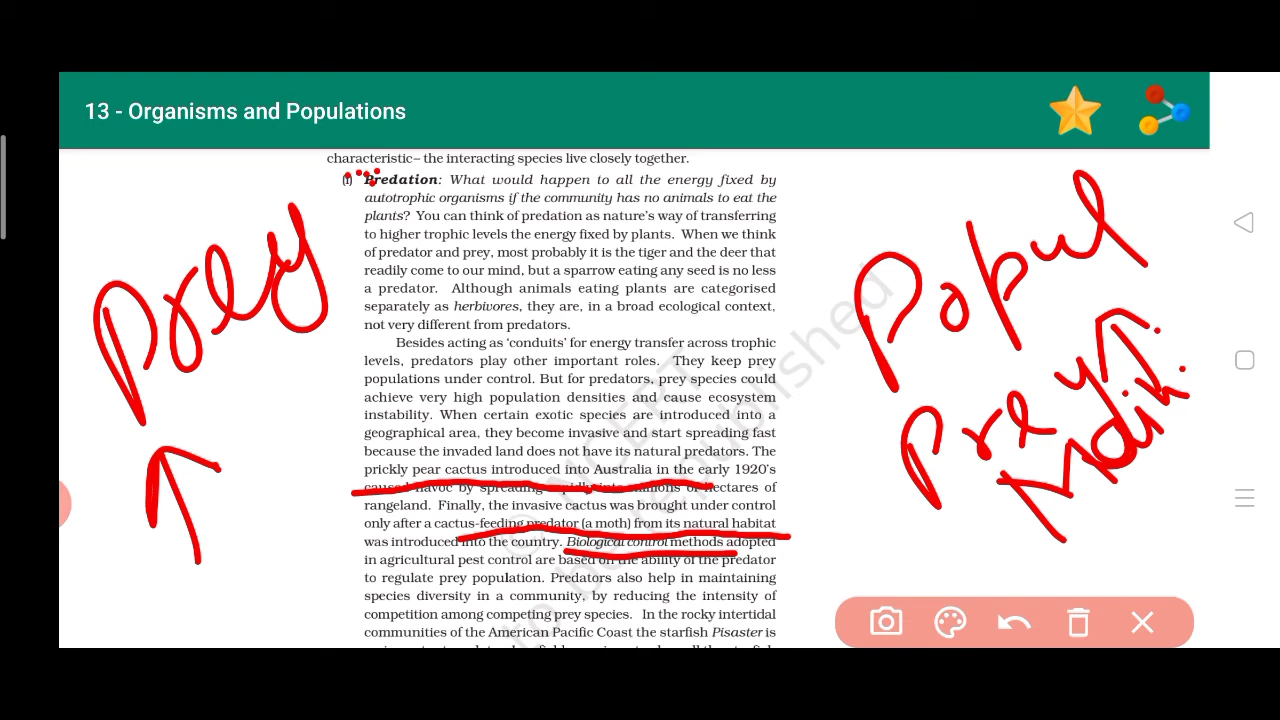 13 - Organisms and Populations
characteristic– the interacting species live closely together.
(i) Predation: What would happen to all the energy fixed by
autotrophic organisms if the community has no animals to eat the
plants? You can think of predation as nature's way of transferring
to higher trophic levels the energy fixed by plants. When we think
of predator and prey, most probably it is the tiger and the deer that
readily come to our mind, but a sparrow eating any seed is no less
a predator. Although animals eating plants are categorised
separately as herbivores, they are, in a broad ecological context,
not very different from predators.
Besides acting as 'conduits' for energy transfer across trophic
levels, predators play other important roles. They keep prey
populations under control. But for predators, prey species could
achieve very high population densities and cause ecosystem
instability. When certain exotic species are introduced into a
geographical area, they become invasive and start spreading fast
because the invaded land does not have its natural predators. The
prickly pear cactus introduced into Australia in the early 1920's
caused havoc by spreading rapidly into millions of hectares of
rangeland. Finally, the invasive cactus was brought under control
only after a cactus-feeding predator (a moth) from its natural habitat
was introduced into the country. Biological control methods adopted
in agricultural pest control are based on the ability of the predator
to regulate prey population. Predators also help in maintaining
species diversity in a community, by reducing the intensity of
competition among competing prey species. In the rocky intertidal
communities of the American Pacific Coast the starfish Pisaster is
© NCERT
to be republished
Prey
Popul
Prey